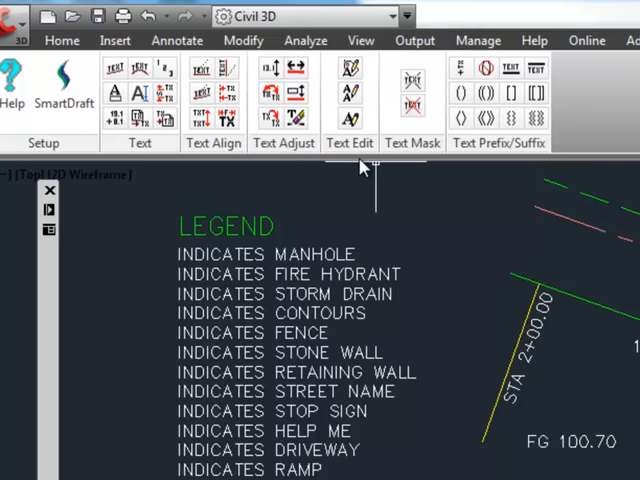 Civil 3D
3D
Home Insert Annotate Modify Analyze View Output Manage Help Online
Help SmartDraft
Setup Text Text Align Text Adjust Text Edit Text Mask Text Prefix/Suffix
[Top] [2D Wireframe]
LEGEND
INDICATES MANHOLE
INDICATES FIRE HYDRANT
INDICATES STORM DRAIN
INDICATES CONTOURS
INDICATES FENCE
INDICATES STONE WALL
INDICATES RETAINING WALL
INDICATES STREET NAME
INDICATES STOP SIGN
INDICATES HELP ME
INDICATES DRIVEWAY
INDICATES RAMP
STA 2+00.00
FG 100.70